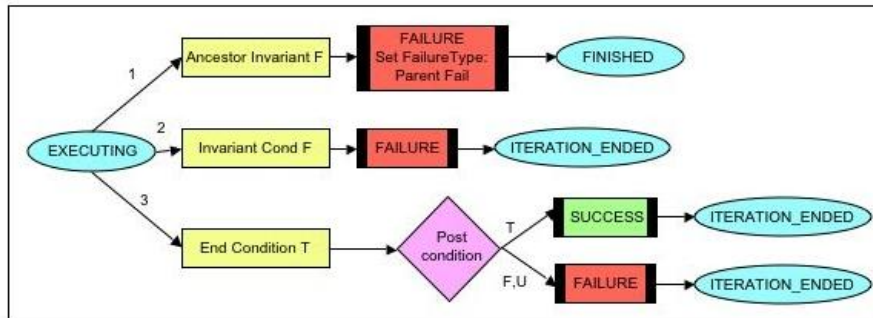 FAILURE
Set FailureType:
Parent Fail
Ancestor Invariant F
FINISHED
1
EXECUTING
2
Invariant Cond F
FAILURE
ITERATION_ENDED
3
End Condition T
Post
condition
T
SUCCESS
ITERATION_ENDED
F,U
FAILURE
ITERATION_ENDED